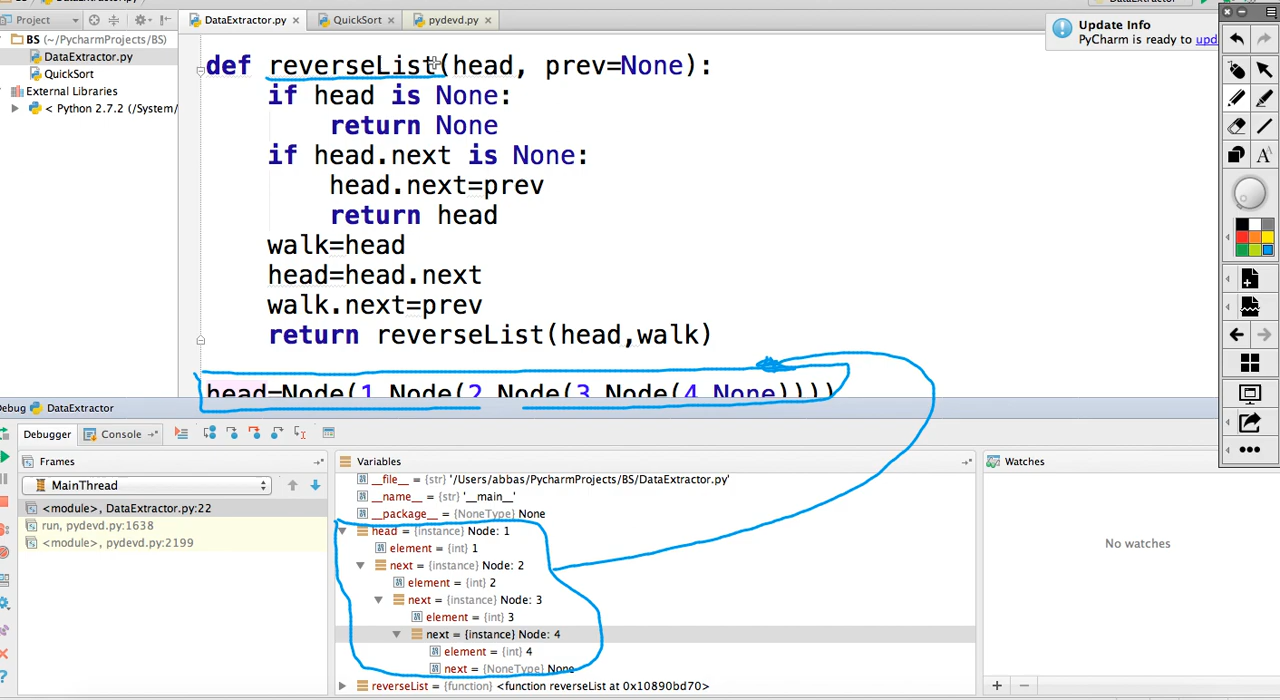 Project
DataExtractor.py
QuickSort
pydevd.py
DataExtractor
BS (~/PycharmProjects/BS)
DataExtractor.py
QuickSort
External Libraries
< Python 2.7.2 (/System/
Update Info
PyCharm is ready to upd
def reverseList(head, prev=None):
if head is None:
return None
if head.next is None:
head.next=prev
return head
walk=head
head=head.next
walk.next=prev
return reverseList(head,walk)
head=Node(1,Node(2,Node(3,Node(4,None))))
Debug DataExtractor
Debugger
Console
Frames
MainThread
<module>, DataExtractor.py:22
run, pydevd.py:1638
<module>, pydevd.py:2199
Variables
__file__ = {str} '/Users/abbas/PycharmProjects/BS/DataExtractor.py'
__name__ = {str} '__main__'
__package__ = {NoneType} None
head = {instance} Node: 1
element = {int} 1
next = {instance} Node: 2
element = {int} 2
next = {instance} Node: 3
element = {int} 3
next = {instance} Node: 4
element = {int} 4
next = {NoneType} None
reverseList = {function} <function reverseList at 0x10890bd70>
Watches
No watches